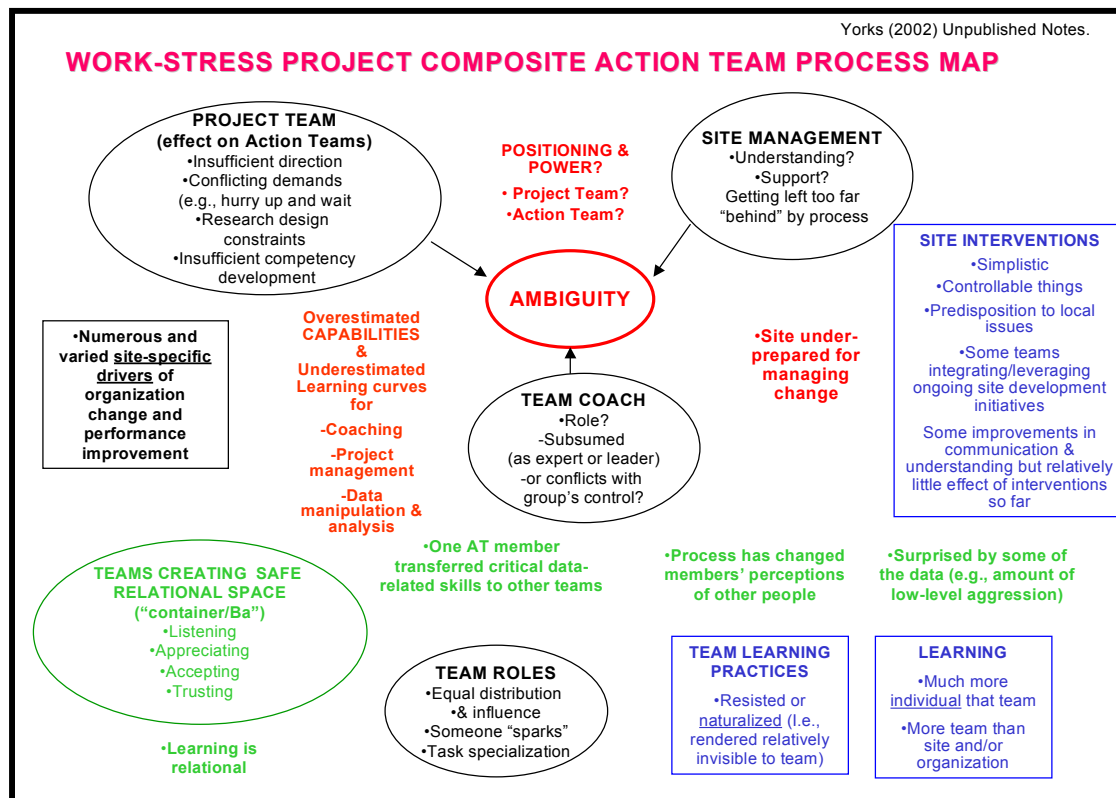 Yorks (2002) Unpublished Notes.
WORK-STRESS PROJECT COMPOSITE ACTION TEAM PROCESS MAP
PROJECT TEAM
(effect on Action Teams)
•Insufficient direction
•Conflicting demands
(e.g., hurry up and wait
•Research design
constraints
•Insufficient competency
development
POSITIONING &
POWER?
• Project Team?
•Action Team?
SITE MANAGEMENT
•Understanding?
•Support?
Getting left too far
“behind” by process
AMBIGUITY
SITE INTERVENTIONS
•Simplistic
•Controllable things
•Predisposition to local
issues
•Some teams
integrating/leveraging
ongoing site development
initiatives
Some improvements in
communication &
understanding but relatively
little effect of interventions
so far
•Numerous and
varied site-specific
drivers of
organization
change and
performance
improvement
Overestimated
CAPABILITIES
&
Underestimated
Learning curves
for
-Coaching
-Project
management
-Data
manipulation &
analysis
TEAM COACH
•Role?
-Subsumed
(as expert or leader)
-or conflicts with
group’s control?
•Site under-
prepared for
managing
change
TEAMS CREATING SAFE
RELATIONAL SPACE
(“container/Ba”)
•Listening
•Appreciating
•Accepting
•Trusting
•One AT member
transferred critical data-
related skills to other teams
•Process has changed
members’ perceptions
of other people
•Surprised by some of
the data (e.g., amount of
low-level aggression)
•Learning is
relational
TEAM ROLES
•Equal distribution
•& influence
•Someone “sparks”
•Task specialization
TEAM LEARNING
PRACTICES
•Resisted or
naturalized (I.e.,
rendered relatively
invisible to team)
LEARNING
•Much more
individual that team
•More team than
site and/or
organization